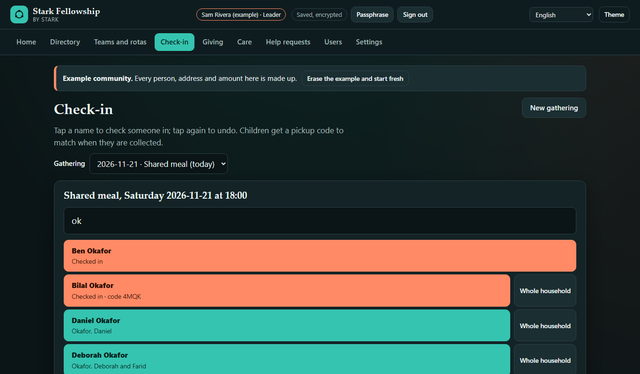 Stark Fellowship
BY STARK
Sam Rivera (example) · Leader
Saved, encrypted
Passphrase
Sign out
English
Theme
Home
Directory
Teams and rotas
Check-in
Giving
Care
Help requests
Users
Settings
Example community. Every person, address and amount here is made up.
Erase the example and start fresh
Check-in
New gathering
Tap a name to check someone in; tap again to undo. Children get a pickup code to
match when they are collected.
Gathering
2026-11-21 · Shared meal (today)
Shared meal, Saturday 2026-11-21 at 18:00
ok
Ben Okafor
Checked in
Bilal Okafor
Checked in · code 4MQK
Whole household
Daniel Okafor
Okafor, Daniel
Whole household
Deborah Okafor
Okafor, Deborah and Farid
Whole household